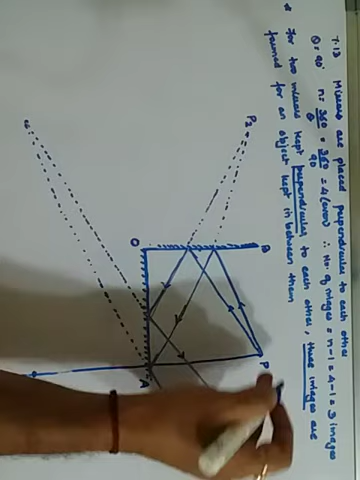 7.13 Mirrors are placed perpendicular to each other
θ = 90° n = 360/θ = 360/90 = 4 (even) ∴ No. of images = n-1 = 4-1 = 3 images
* For two mirrors kept perpendicular to each other, three images are
formed for an object kept in between them
P2
B
O
P
A